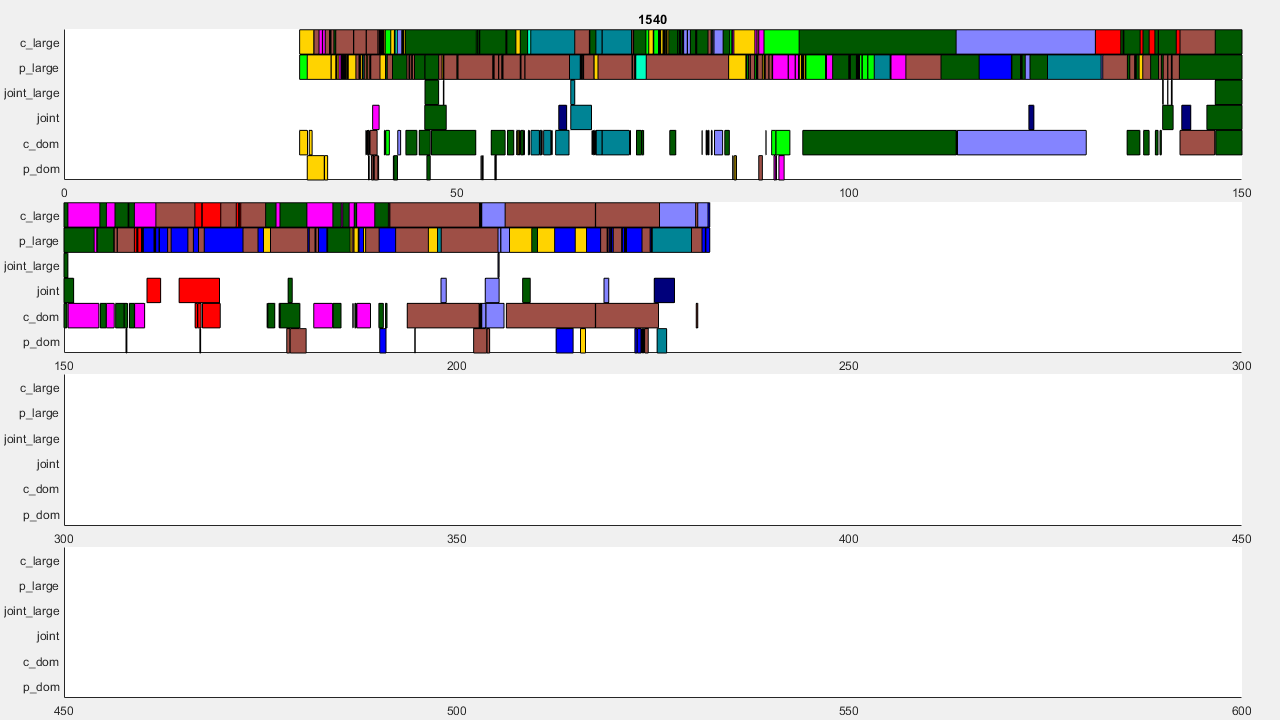 1540
c_large
p_large
joint_large
joint
c_dom
p_dom
0 50 100 150
c_large
p_large
joint_large
joint
c_dom
p_dom
150 200 250 300
c_large
p_large
joint_large
joint
c_dom
p_dom
300 350 400 450
c_large
p_large
joint_large
joint
c_dom
p_dom
450 500 550 600